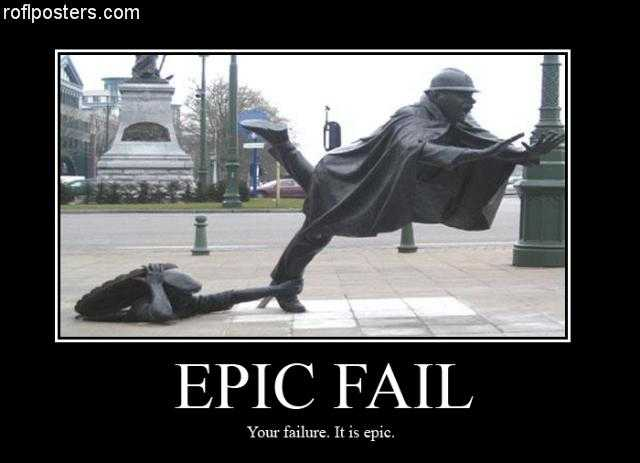 roflposters.com
EPIC FAIL
Your failure. It is epic.